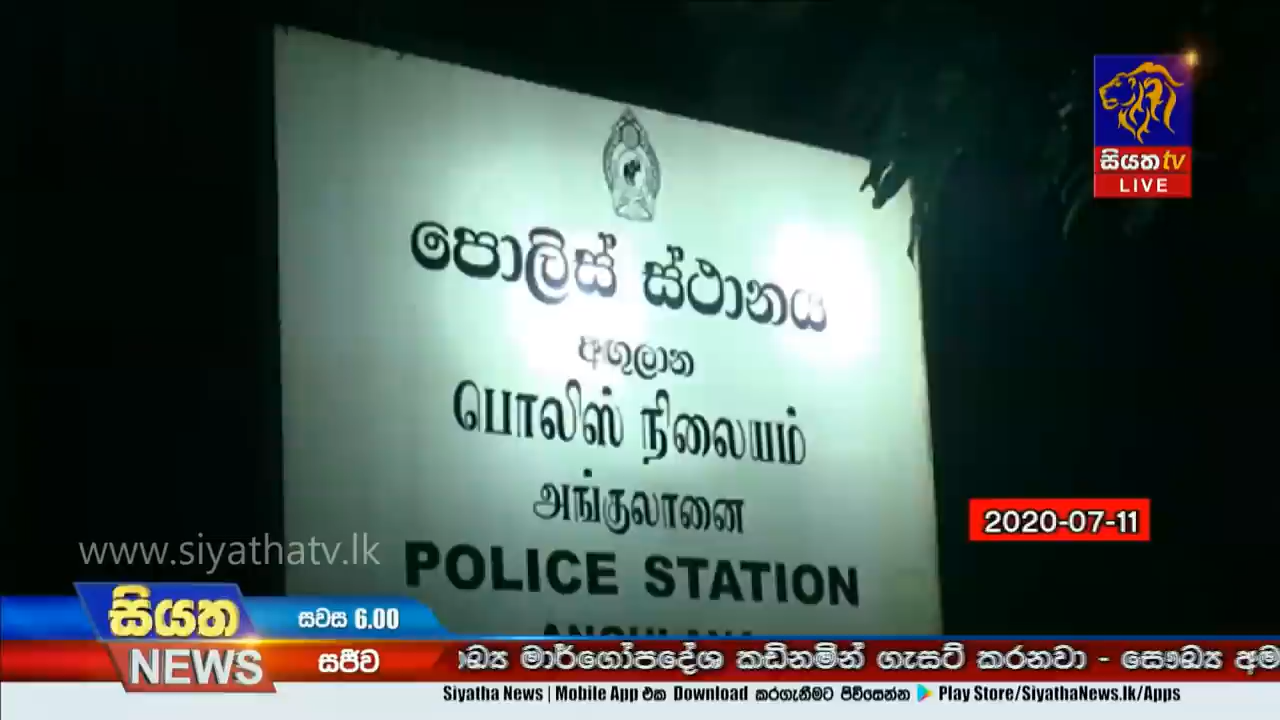 සියත tv
LIVE
පොලිස් ස්ථානය
අඟුලාන
பொலிஸ் நிலையம்
அங்குலானை
POLICE STATION
ANGULANA
2020-07-11
www.siyathatv.lk
සියත
NEWS
සවස 6.00
සජීව
මාර්ගෝපදේශ කඩිනමින් ගැසට් කරනවා - සෞඛ්‍ය
Siyatha News | Mobile App එක Download කරගැනීමට පිවිසෙන්න Play Store/SiyathaNews.lk/Apps